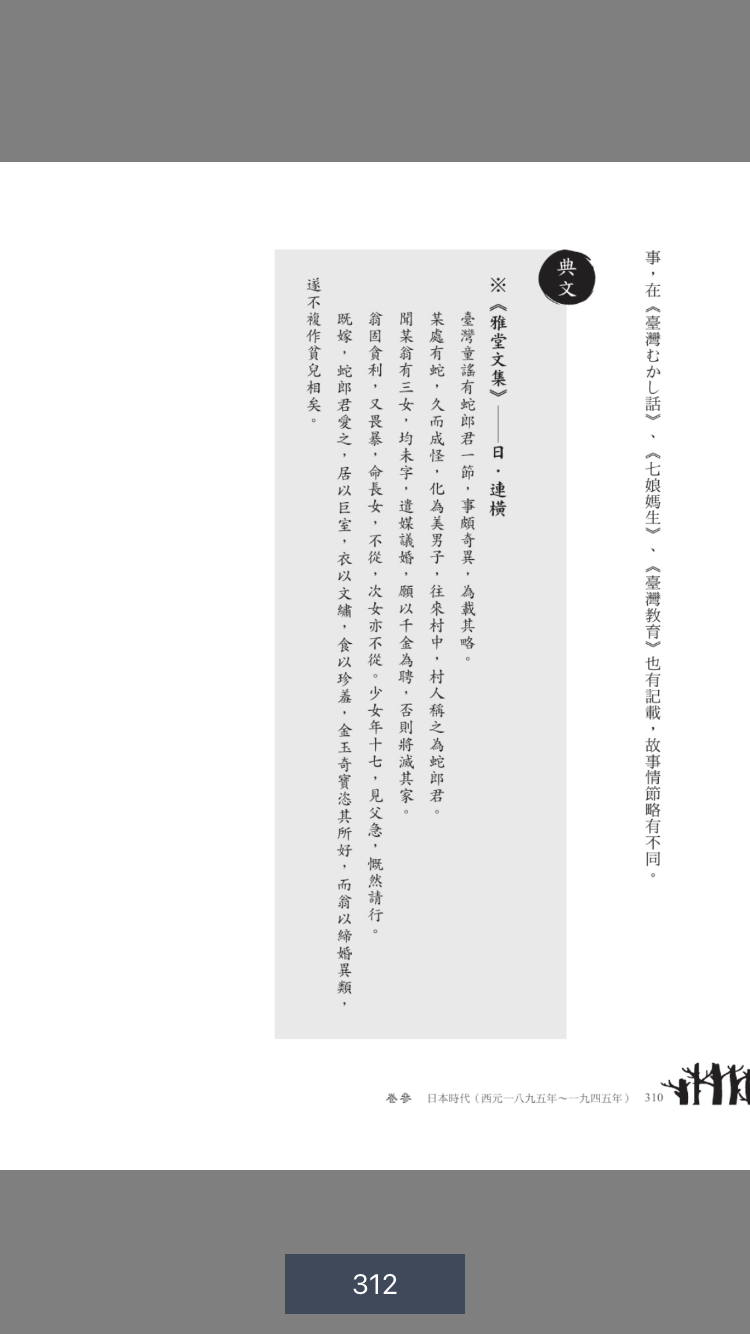 事，在《臺灣むかし話》、《七娘媽生》、《臺灣教育》也有記載，故事情節略有不同。
典文
※《雅堂文集》——日．連橫
臺灣童謠有蛇郎君一節，事頗奇異，為載其略。
某處有蛇，久而成怪，化為美男子，往來村中，村人稱之為蛇郎君。
聞某翁有三女，均未字，遣媒議婚，願以千金為聘，否則將滅其家。
翁固貪利，又畏暴，命長女，不從，次女亦不從。少女年十七，見父急，慨然請行。
既嫁，蛇郎君愛之，居以巨室，衣以文繡，食以珍羞，金玉奇寶恣其所好，而翁以締婚異類，
遂不複作貧兒相矣。
卷參 日本時代（西元一八九五年～一九四五年） 310
312